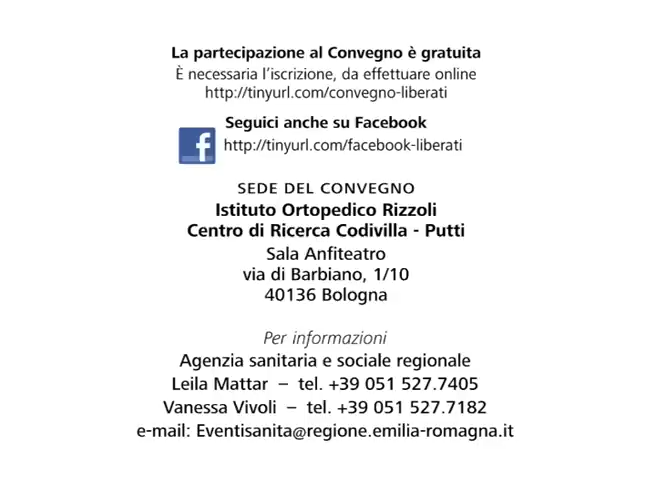 La partecipazione al Convegno è gratuita
È necessaria l'iscrizione, da effettuare online
http://tinyurl.com/convegno-liberati
Seguici anche su Facebook
f
http://tinyurl.com/facebook-liberati
SEDE DEL CONVEGNO
Istituto Ortopedico Rizzoli
Centro di Ricerca Codivilla - Putti
Sala Anfiteatro
via di Barbiano, 1/10
40136 Bologna
Per informazioni
Agenzia sanitaria e sociale regionale
Leila Mattar – tel. +39 051 527.7405
Vanessa Vivoli – tel. +39 051 527.7182
e-mail: Eventisanita@regione.emilia-romagna.it